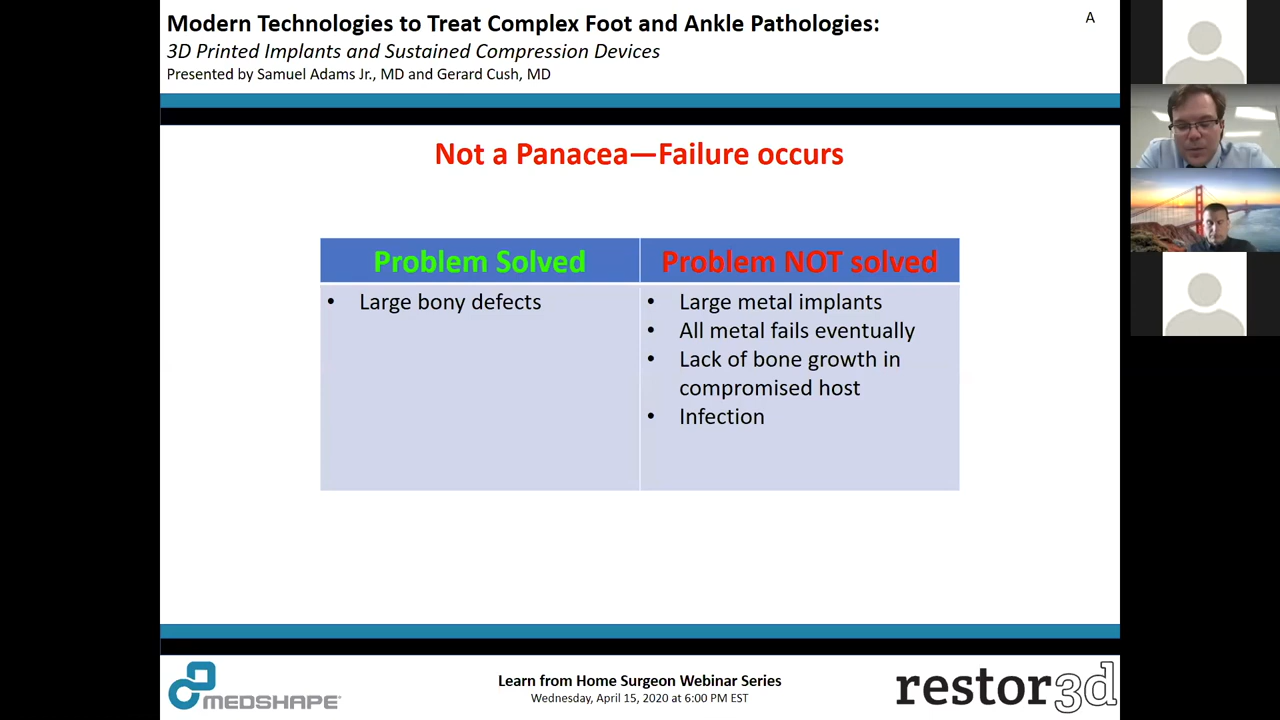 Modern Technologies to Treat Complex Foot and Ankle Pathologies:
A
3D Printed Implants and Sustained Compression Devices
Presented by Samuel Adams Jr., MD and Gerard Cush, MD
Not a Panacea—Failure occurs
Problem Solved
• Large bony defects
Problem NOT solved
• Large metal implants
• All metal fails eventually
• Lack of bone growth in
compromised host
• Infection
MEDSHAPE
Learn from Home Surgeon Webinar Series
Wednesday, April 15, 2020 at 6:00 PM EST
restor3d